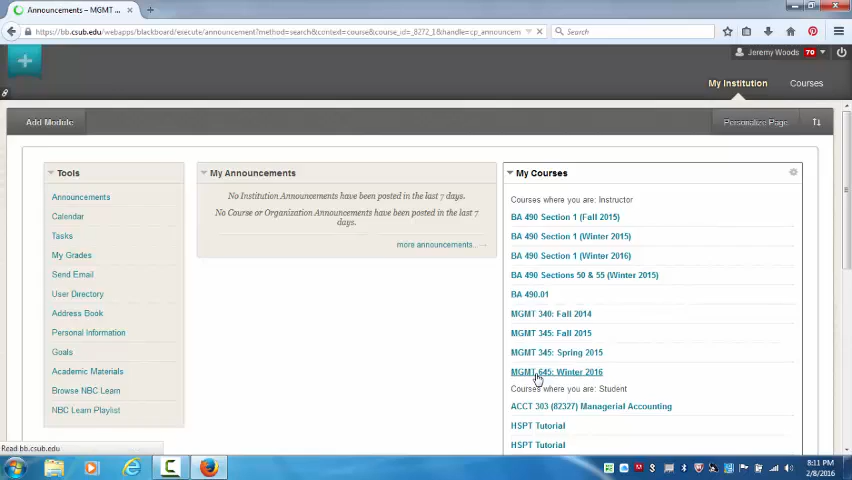 Announcements – MGMT ...
https://bb.csub.edu/webapps/blackboard/execute/announcement?method=search&context=course&course_id=_8272_1&handle=cp_announcem
Search
Jeremy Woods 70
My Institution
Courses
Add Module
Personalize Page
Tools
Announcements
Calendar
Tasks
My Grades
Send Email
User Directory
Address Book
Personal Information
Goals
Academic Materials
Browse NBC Learn
NBC Learn Playlist
My Announcements
No Institution Announcements have been posted in the last 7 days.
No Course or Organization Announcements have been posted in the last 7
days.
more announcements...→
My Courses
Courses where you are: Instructor
BA 490 Section 1 (Fall 2015)
BA 490 Section 1 (Winter 2015)
BA 490 Section 1 (Winter 2016)
BA 490 Sections 50 & 55 (Winter 2015)
BA 490.01
MGMT 340: Fall 2014
MGMT 345: Fall 2015
MGMT 345: Spring 2015
MGMT 645: Winter 2016
Courses where you are: Student
ACCT 303 (82327) Managerial Accounting
HSPT Tutorial
HSPT Tutorial
Read bb.csub.edu
8:11 PM
2/8/2016